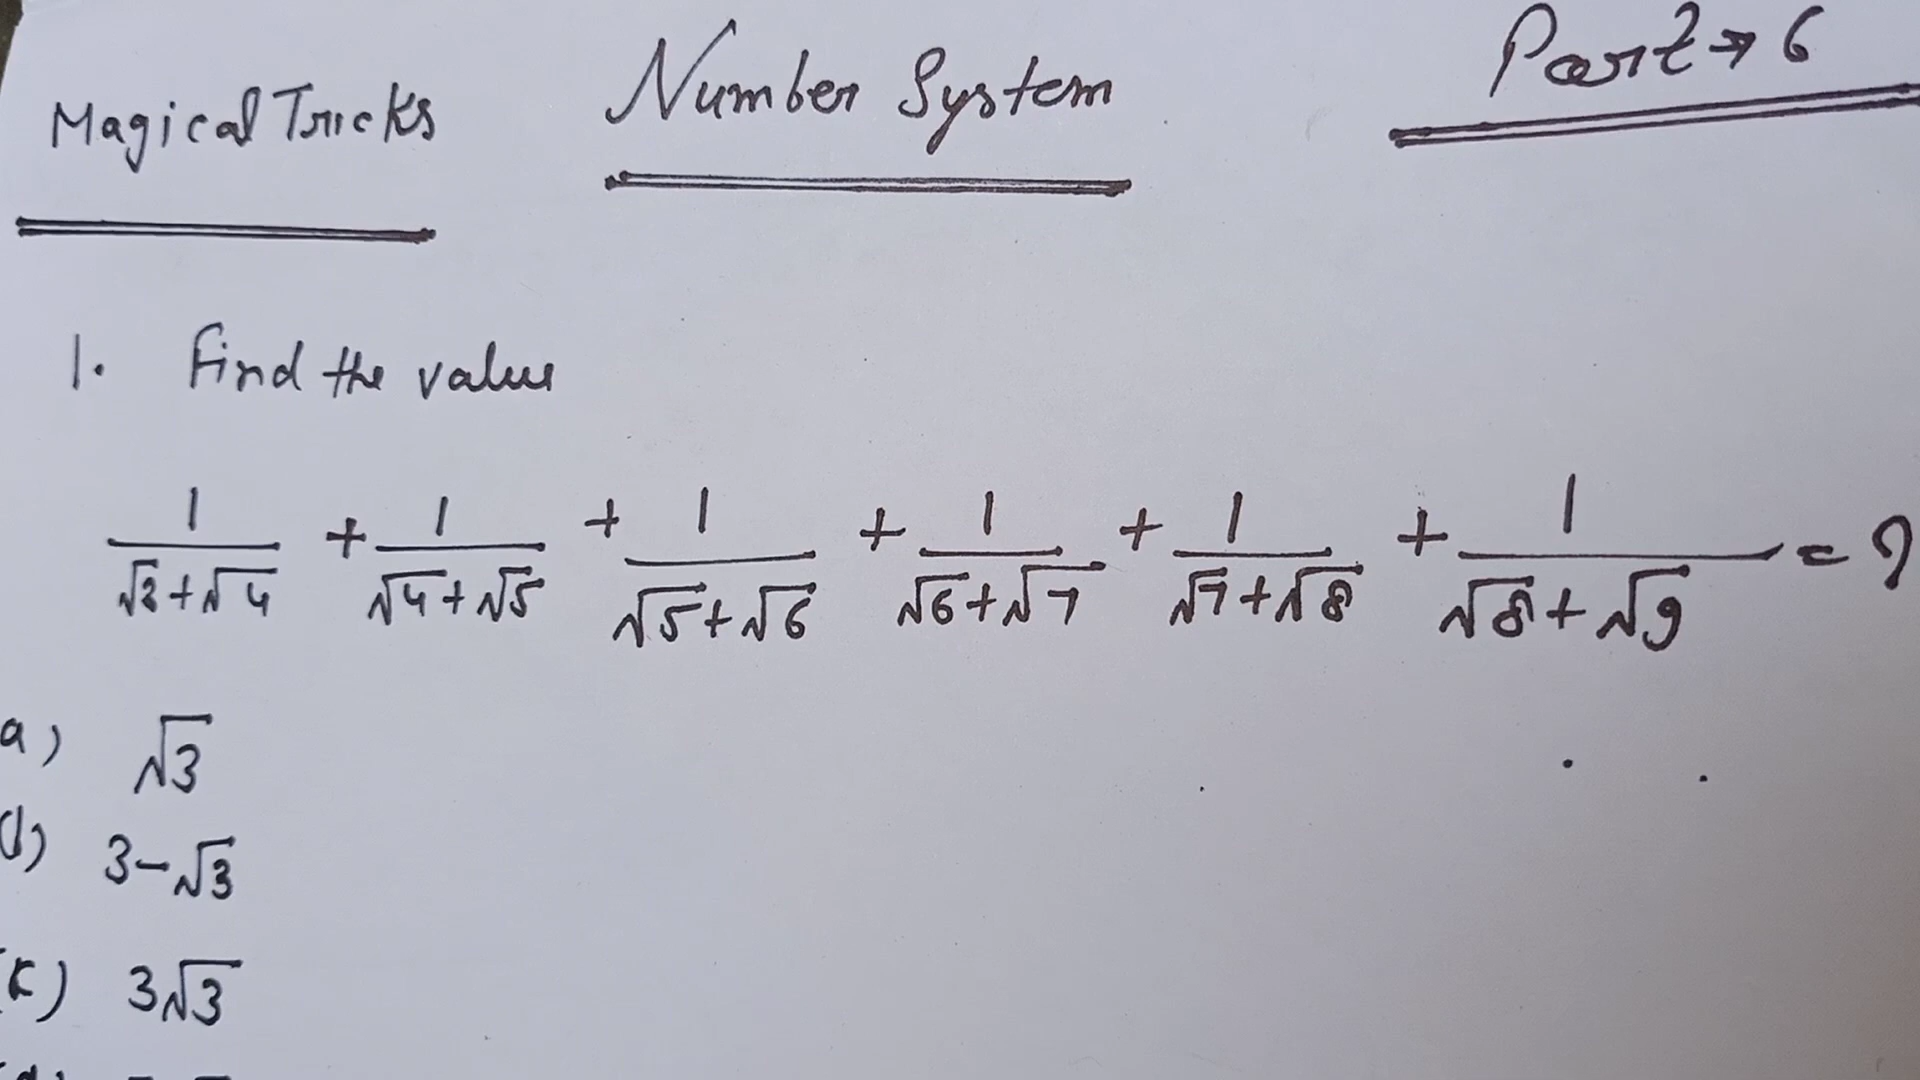 Magical Tricks Number System Part → 6
1. Find the value
1/(√3+√4) + 1/(√4+√5) + 1/(√5+√6) + 1/(√6+√7) + 1/(√7+√8) + 1/(√8+√9) = ?
a) √3
b) 3-√3
(c) 3√3